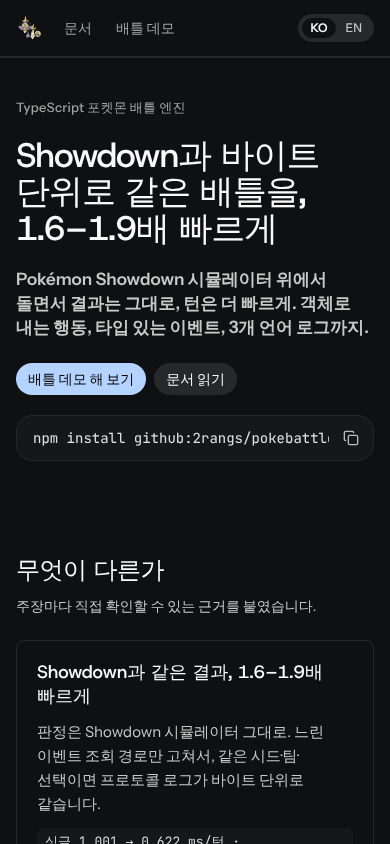 문서
배틀 데모
KO
EN
TypeScript 포켓몬 배틀 엔진
Showdown과 바이트
단위로 같은 배틀을,
1.6–1.9배 빠르게
Pokémon Showdown 시뮬레이터 위에서
돌면서 결과는 그대로, 턴은 더 빠르게. 객체로
내는 행동, 타입 있는 이벤트, 3개 언어 로그까지.
배틀 데모 해 보기
문서 읽기
npm install github:2rangs/pokebattl
무엇이 다른가
주장마다 직접 확인할 수 있는 근거를 붙였습니다.
Showdown과 같은 결과, 1.6–1.9배
빠르게
판정은 Showdown 시뮬레이터 그대로. 느린
이벤트 조회 경로만 고쳐서, 같은 시드·팀·
선택이면 프로토콜 로그가 바이트 단위로
같습니다.
싱글 1.001 → 0.622 ms/턴 ·